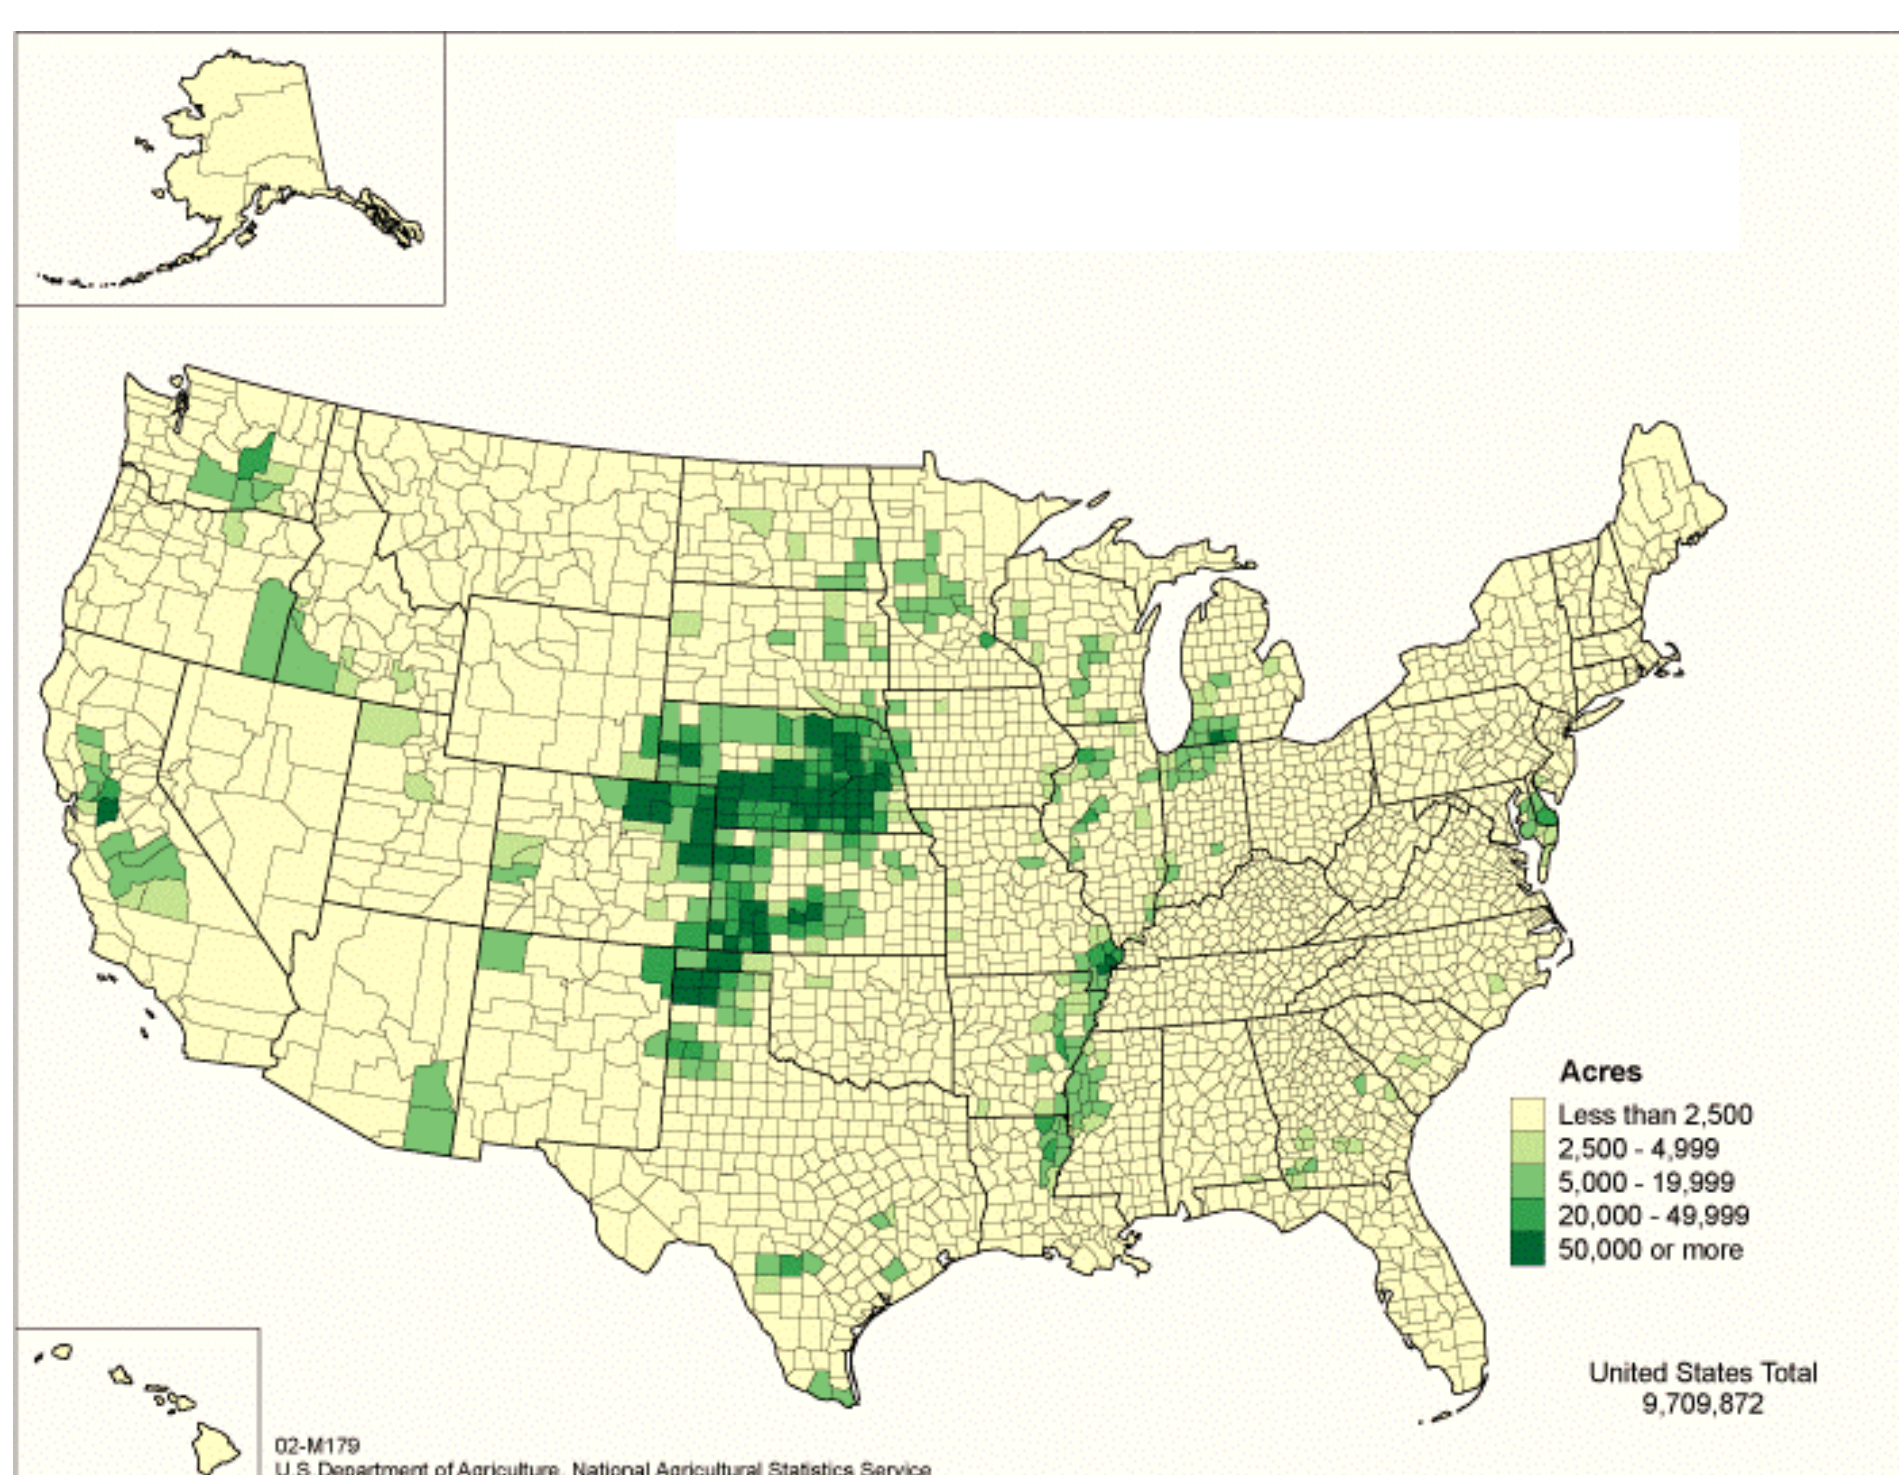 Acres
Less than 2,500
2,500 - 4,999
5,000 - 19,999
20,000 - 49,999
50,000 or more
United States Total
9,709,872
02-M179
U.S.Department of Agriculture, National Agricultural Statistics Service